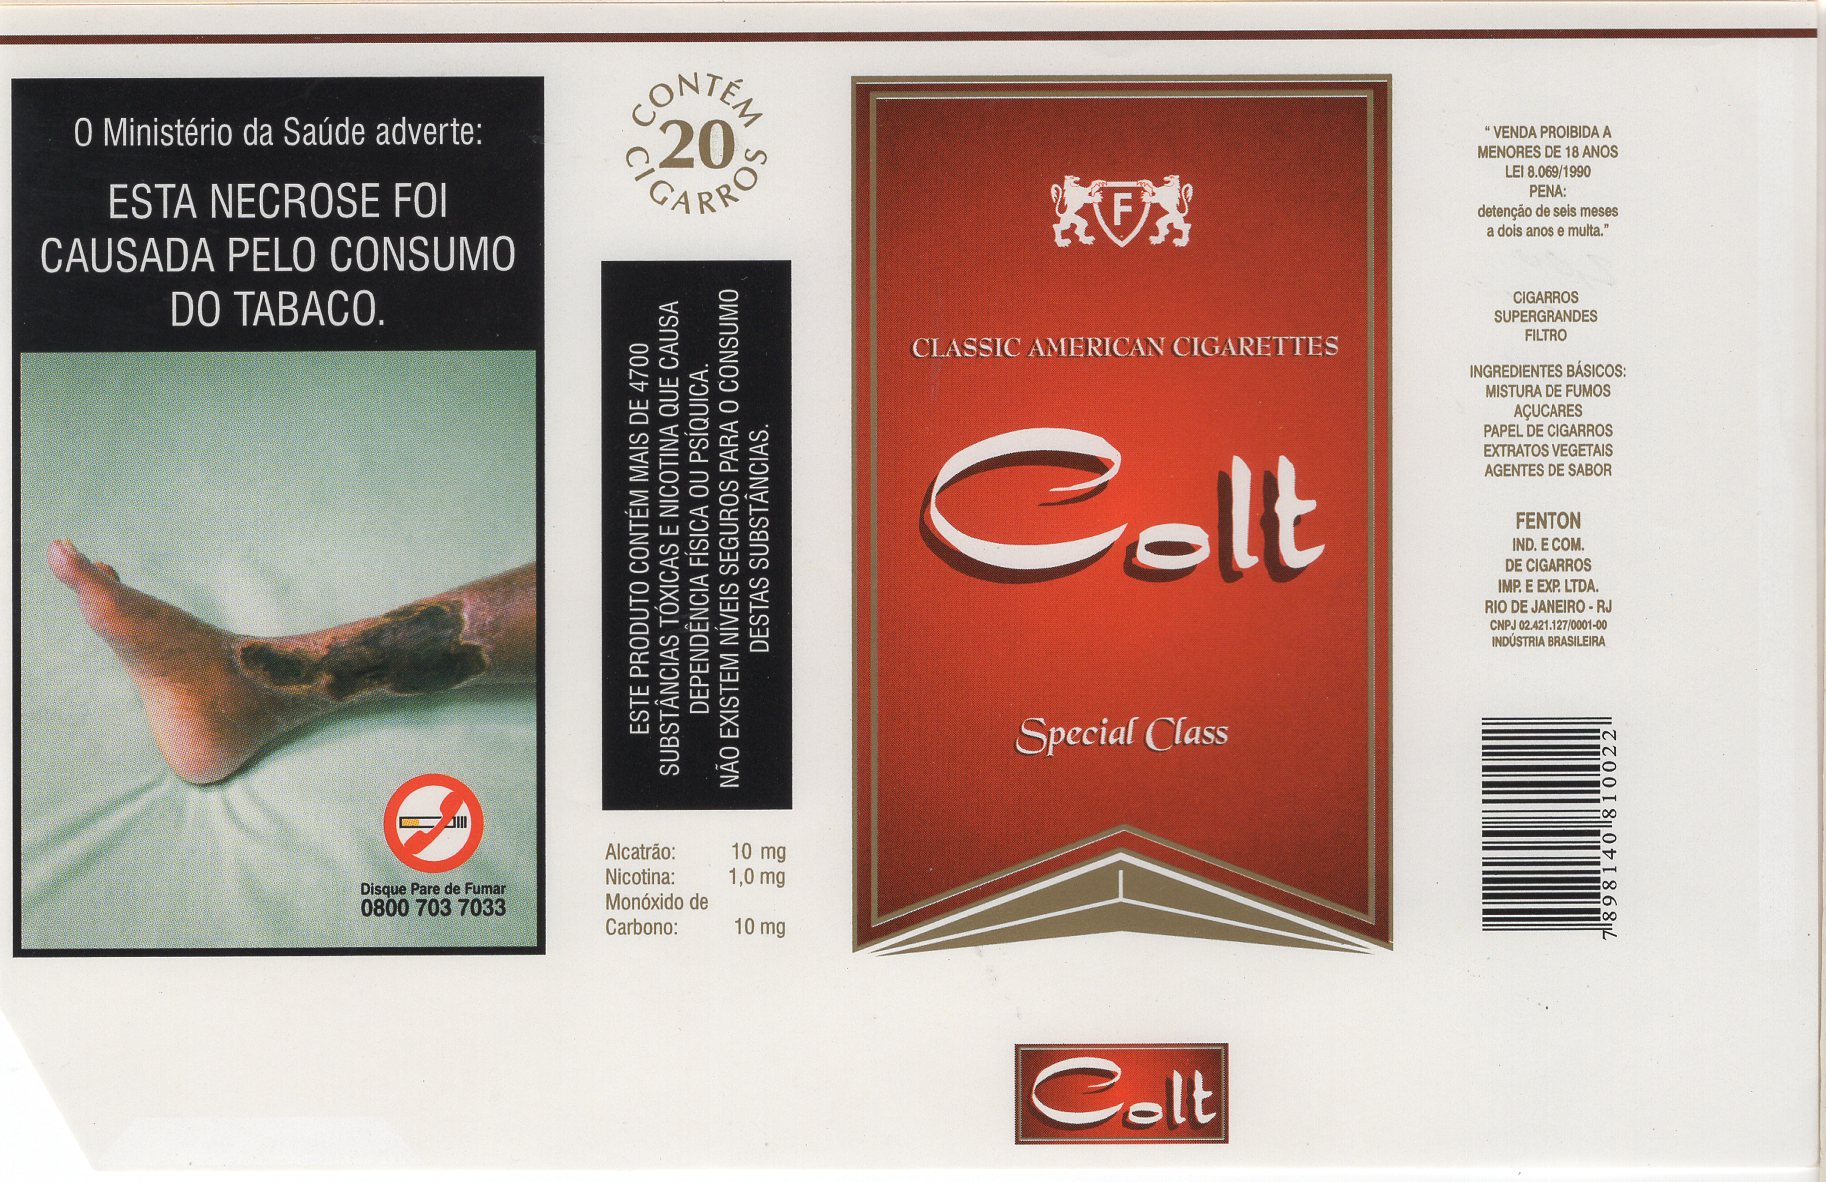 O Ministério da Saúde adverte:
ESTA NECROSE FOI
CAUSADA PELO CONSUMO
DO TABACO.
Disque Pare de Fumar
0800 703 7033
CONTÉM
20
CIGARROS
ESTE PRODUTO CONTÉM MAIS DE 4700
SUBSTÂNCIAS TÓXICAS E NICOTINA QUE CAUSA
DEPENDÊNCIA FÍSICA OU PSÍQUICA.
NÃO EXISTEM NÍVEIS SEGUROS PARA O CONSUMO
DESTAS SUBSTÂNCIAS.
Alcatrão: 10 mg
Nicotina: 1,0 mg
Monóxido de
Carbono: 10 mg
F
CLASSIC AMERICAN CIGARETTES
Colt
Special Class
Colt
“ VENDA PROIBIDA A
MENORES DE 18 ANOS
LEI 8.069/1990
PENA:
detenção de seis meses
a dois anos e multa.”
CIGARROS
SUPERGRANDES
FILTRO
INGREDIENTES BÁSICOS:
MISTURA DE FUMOS
AÇUCARES
PAPEL DE CIGARROS
EXTRATOS VEGETAIS
AGENTES DE SABOR
FENTON
IND. E COM.
DE CIGARROS
IMP. E EXP. LTDA.
RIO DE JANEIRO - RJ
CNPJ 02.421.127/0001-00
INDÚSTRIA BRASILEIRA
7898140810022